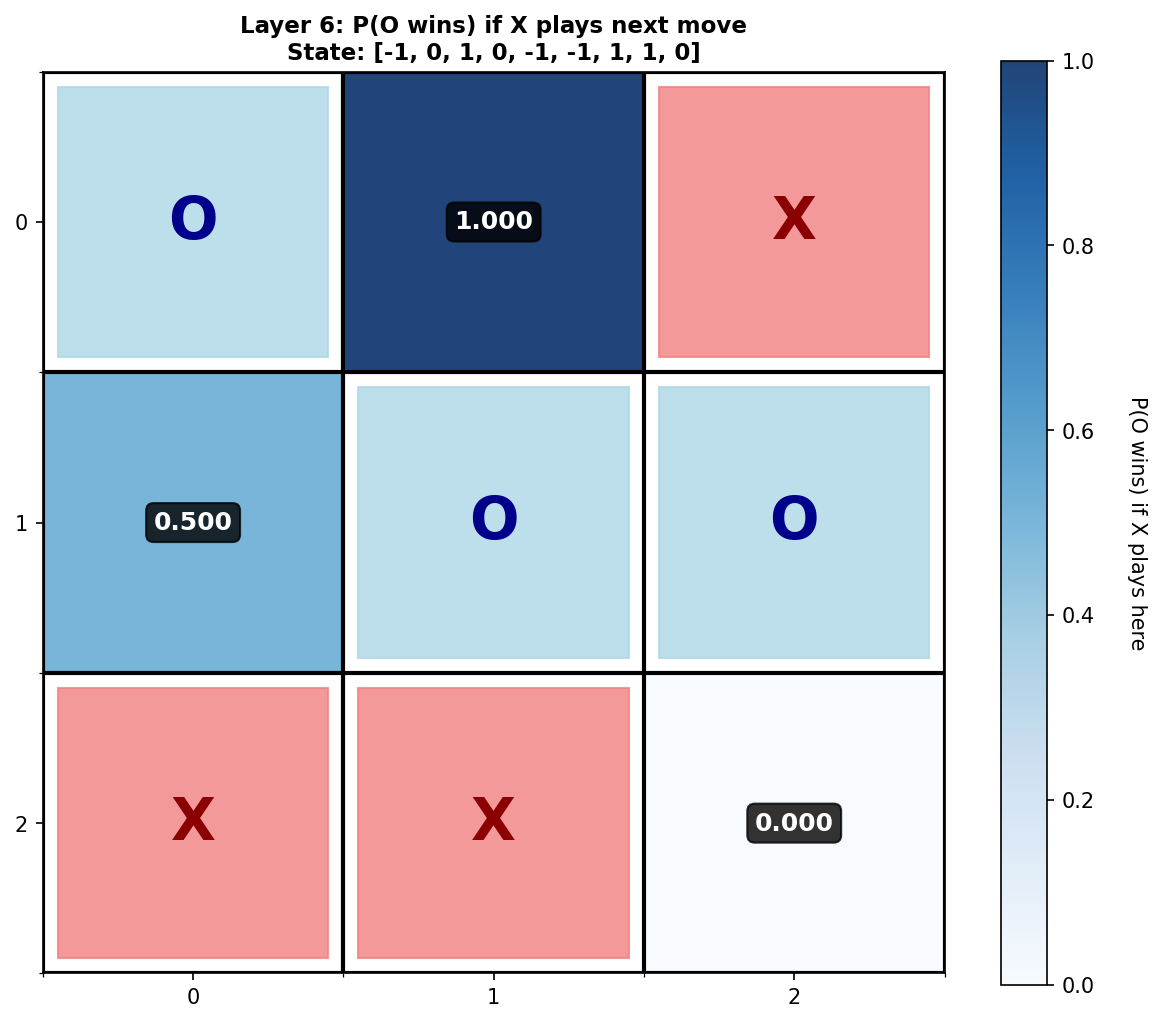 Layer 6: P(O wins) if X plays next move
State: [-1, 0, 1, 0, -1, -1, 1, 1, 0]
0
O
1.000
X
1
0.500
O
O
2
X
X
0.000
0
1
2
1.0
0.8
0.6
0.4
0.2
0.0
P(O wins) if X plays here